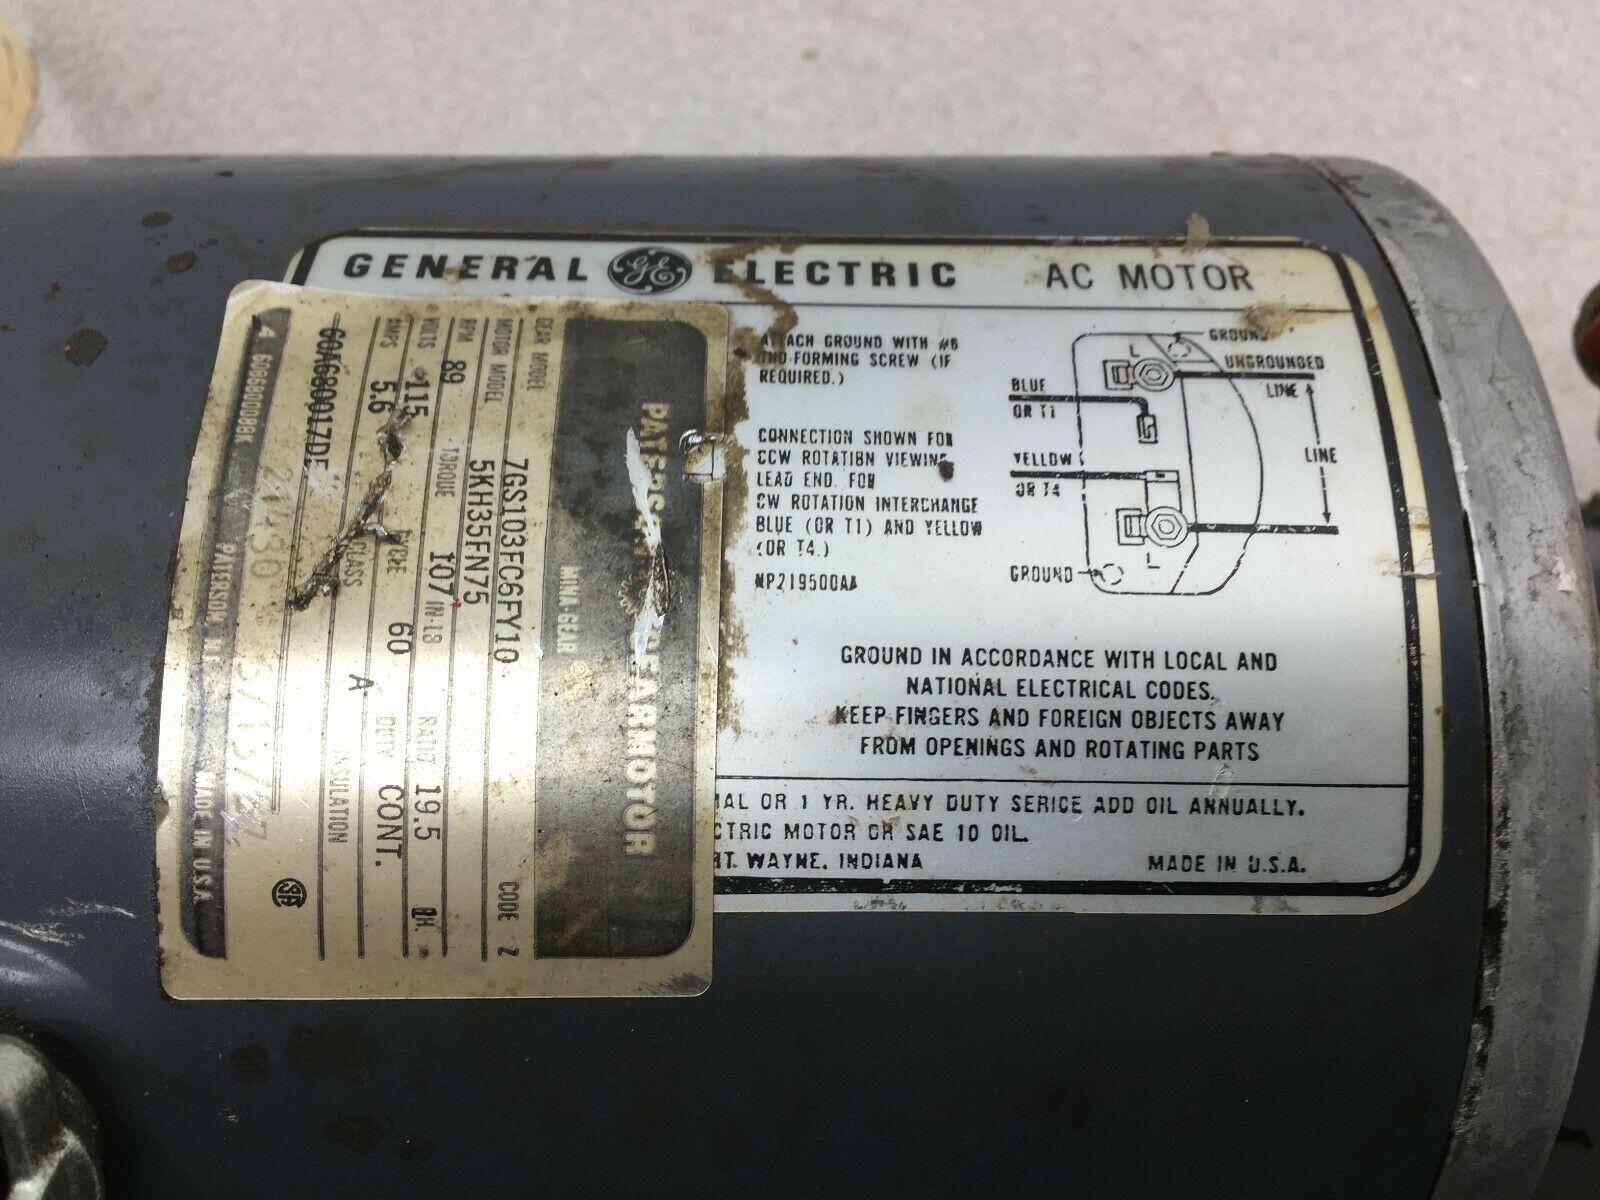 GENERAL GE ELECTRIC AC MOTOR
ATTACH GROUND WITH #6
SCREW (IF
REQUIRED.)
CONNECTION SHOWN FOR
CCW ROTATION VIEWING
LEAD END. FOR
CW ROTATION INTERCHANGE
BLUE (OR T1) AND YELLOW
(OR T4.)
NP219500AA
GROUND
UNGROUNDED
LINE
BLUE
OR T1
L
LINE
YELLOW
OR T4
L
GROUND
GROUND IN ACCORDANCE WITH LOCAL AND
NATIONAL ELECTRICAL CODES.
KEEP FINGERS AND FOREIGN OBJECTS AWAY
FROM OPENINGS AND ROTATING PARTS
OR 1 YR. HEAVY DUTY SERICE ADD OIL ANNUALLY.
MOTOR OR SAE 10 OIL.
WAYNE, INDIANA MADE IN U.S.A.
GEARMOTOR
MINA-GEAR
GEAR MODEL 7GS103FC6FY10 CODE Z
MOTOR MODEL 5KH35FN75
RPM 89 TORQUE 107 IN-LB RATIO 19.5
VOLTS 115 CYCLE 60 DUTY CONT.
AMPS 5.6 CLASS A INSULATION
PATERSON, N.J. MADE IN U.S.A.